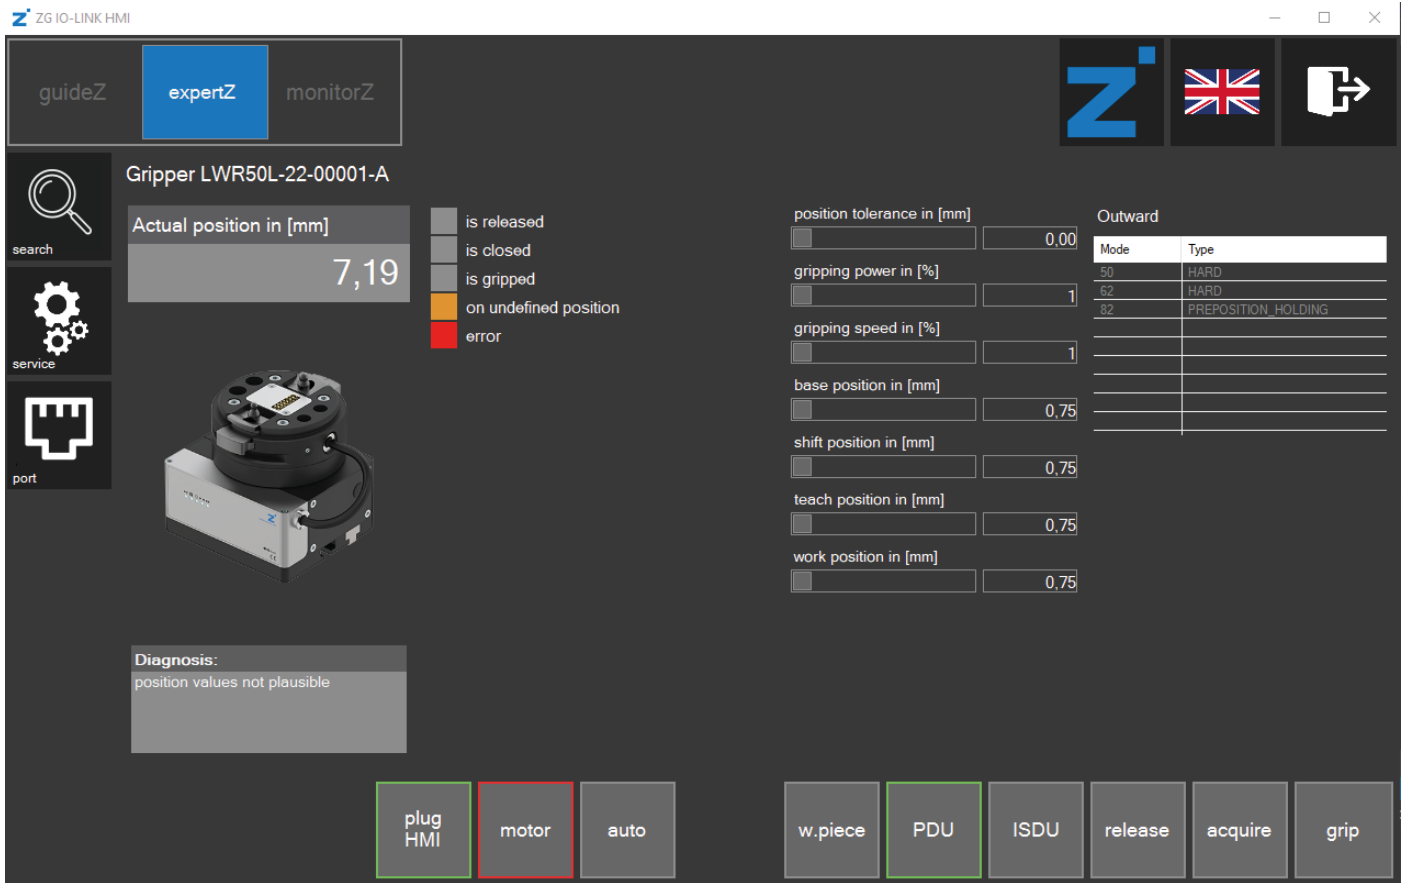 ZG IO-LINK HMI
guideZ
expertZ
monitorZ
search
service
port
Gripper LWR50L-22-00001-A
Actual position in [mm]
7,19
is released
is closed
is gripped
on undefined position
error
position tolerance in [mm]
0,00
gripping power in [%]
1
gripping speed in [%]
1
base position in [mm]
0,75
shift position in [mm]
0,75
teach position in [mm]
0,75
work position in [mm]
0,75
Outward
Mode Type
50 HARD
62 HARD
82 PREPOSITION_HOLDING
Diagnosis:
position values not plausible
plug
HMI
motor
auto
w.piece
PDU
ISDU
release
acquire
grip